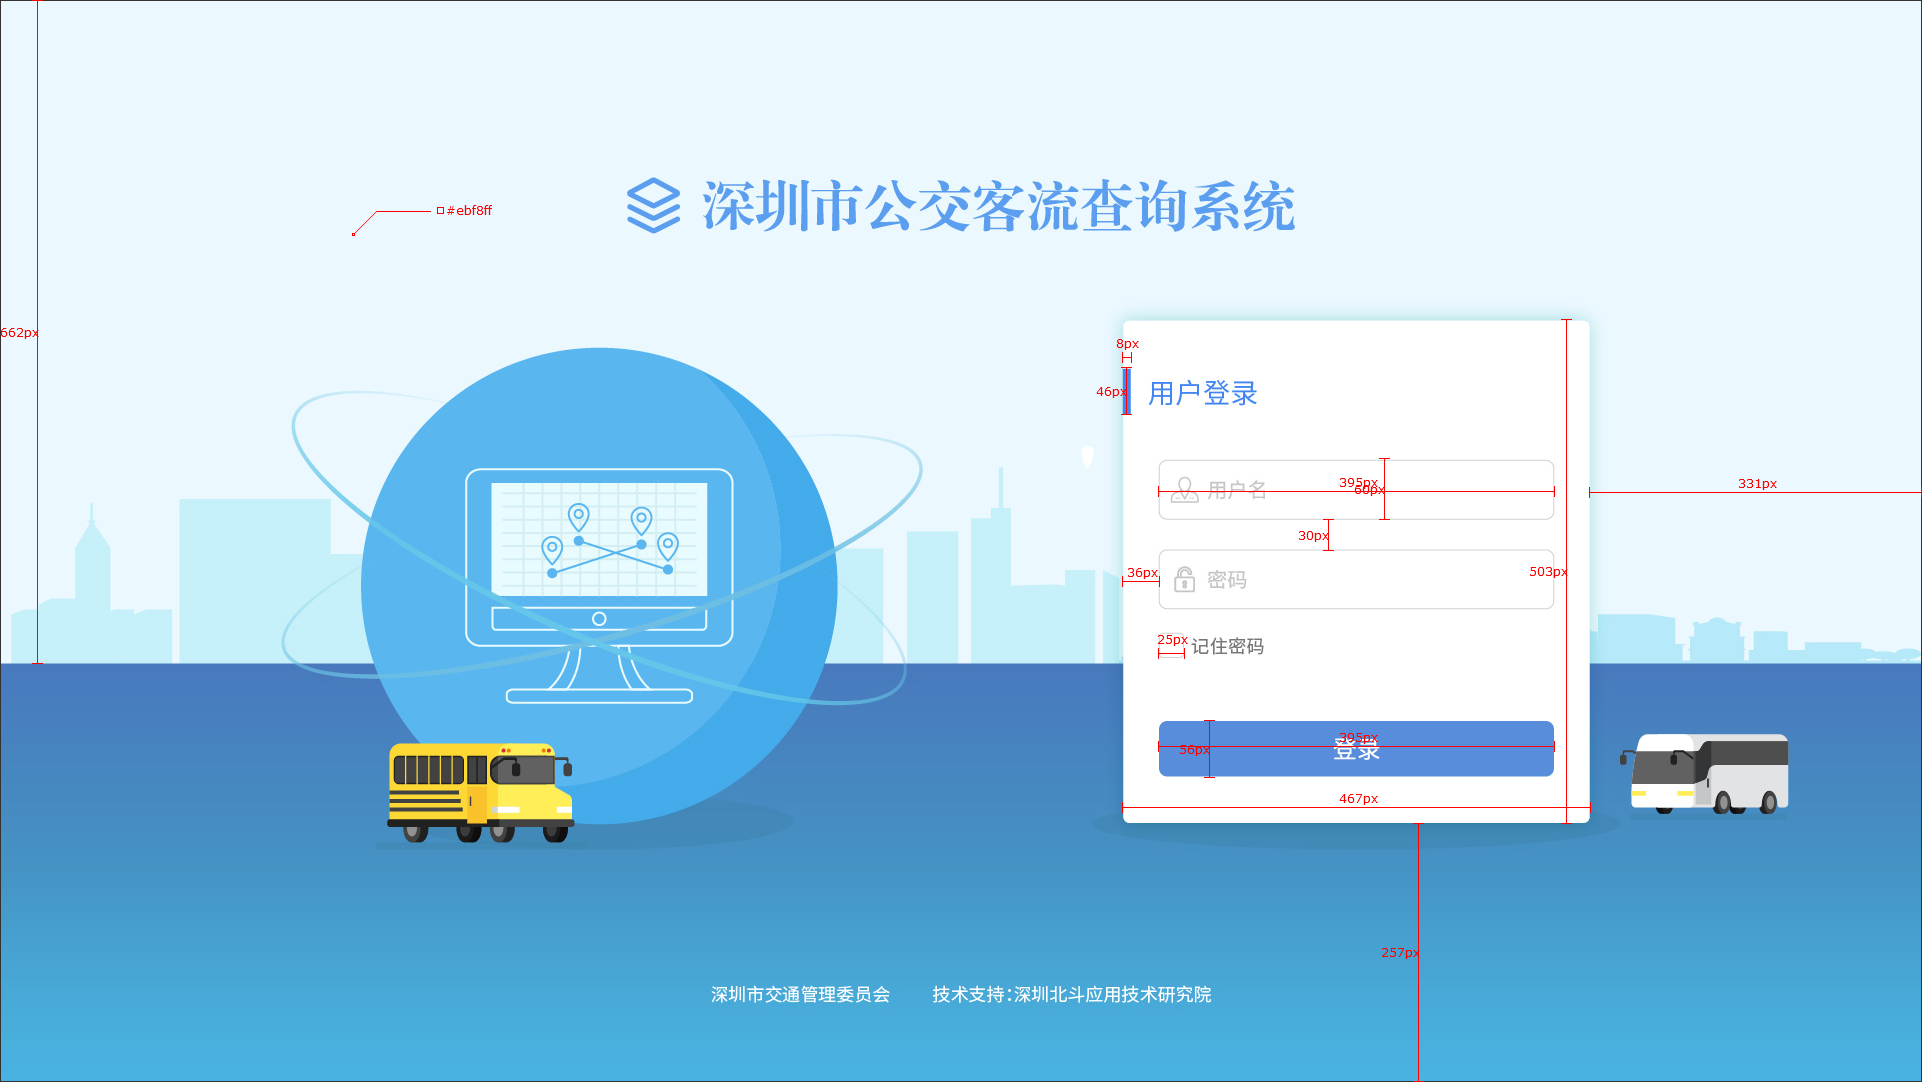 深圳市公交客流查询系统
#ebf8ff
662px
8px
46px
用户登录
395px
60px
用户名
331px
30px
36px
密码
503px
25px
记住密码
395px
56px
登录
467px
257px
深圳市交通管理委员会 技术支持:深圳北斗应用技术研究院